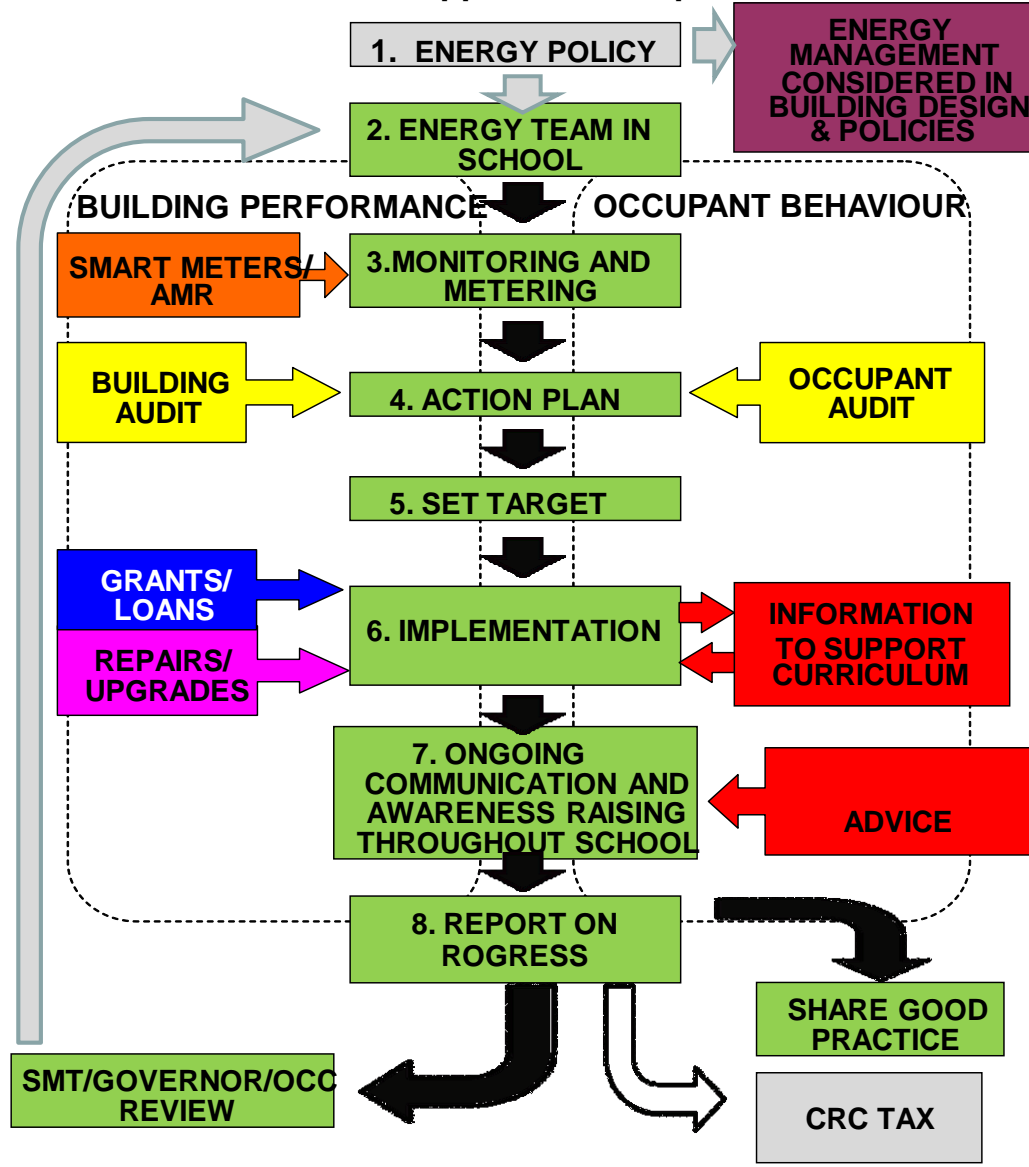 1. ENERGY POLICY
ENERGY
MANAGEMENT
CONSIDERED IN
BUILDING DESIGN
& POLICIES
2. ENERGY TEAM IN
SCHOOL
BUILDING PERFORMANCE
OCCUPANT BEHAVIOUR
SMART METERS/
AMR
3.MONITORING AND
METERING
BUILDING
AUDIT
4. ACTION PLAN
OCCUPANT
AUDIT
5. SET TARGET
GRANTS/
LOANS
REPAIRS/
UPGRADES
6. IMPLEMENTATION
INFORMATION
TO SUPPORT
CURRICULUM
7. ONGOING
COMMUNICATION AND
AWARENESS RAISING
THROUGHOUT SCHOOL
ADVICE
8. REPORT ON
ROGRESS
SHARE GOOD
PRACTICE
SMT/GOVERNOR/OCC
REVIEW
CRC TAX